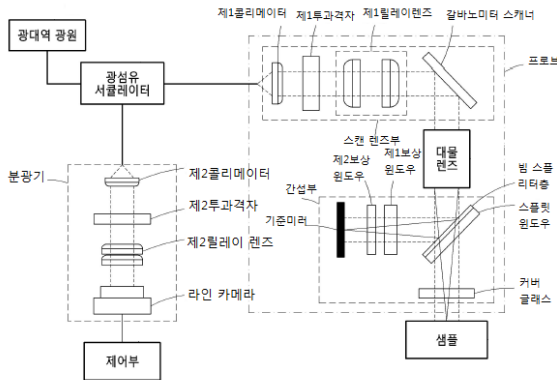 제1콜리메이터
제1투과격자
제1릴레이렌즈
갈바노미터 스캐너
광대역 광원
프로브
광섬유
서큘레이터
스캔 렌즈부
대물
렌즈
분광기
제2콜리메이터
제2투과격자
제2릴레이 렌즈
라인 카메라
제어부
간섭부
제2보상
윈도우
제1보상
윈도우
기준미러
빔 스플
리터층
스플릿
윈도우
커버
글래스
샘플